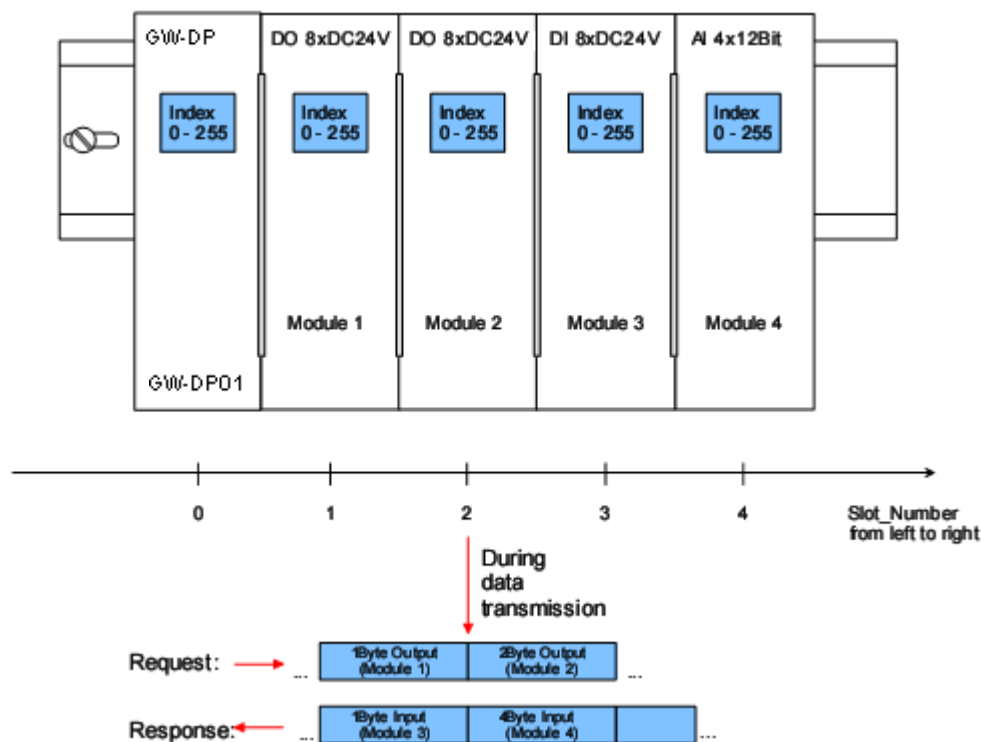 GW-DP
DO 8xDC24V
DO 8xDC24V
DI 8xDC24V
AI 4x12Bit
Index
0 - 255
Index
0 - 255
Index
0 - 255
Index
0 - 255
Index
0 - 255
Module 1
Module 2
Module 3
Module 4
GW-DP01
0
1
2
3
4
Slot_Number
from left to right
During
data
transmission
Request:
...
1Byte Output
(Module 1)
2Byte Output
(Module 2)
...
Response:
...
1Byte Input
(Module 3)
4Byte Input
(Module 4)
...